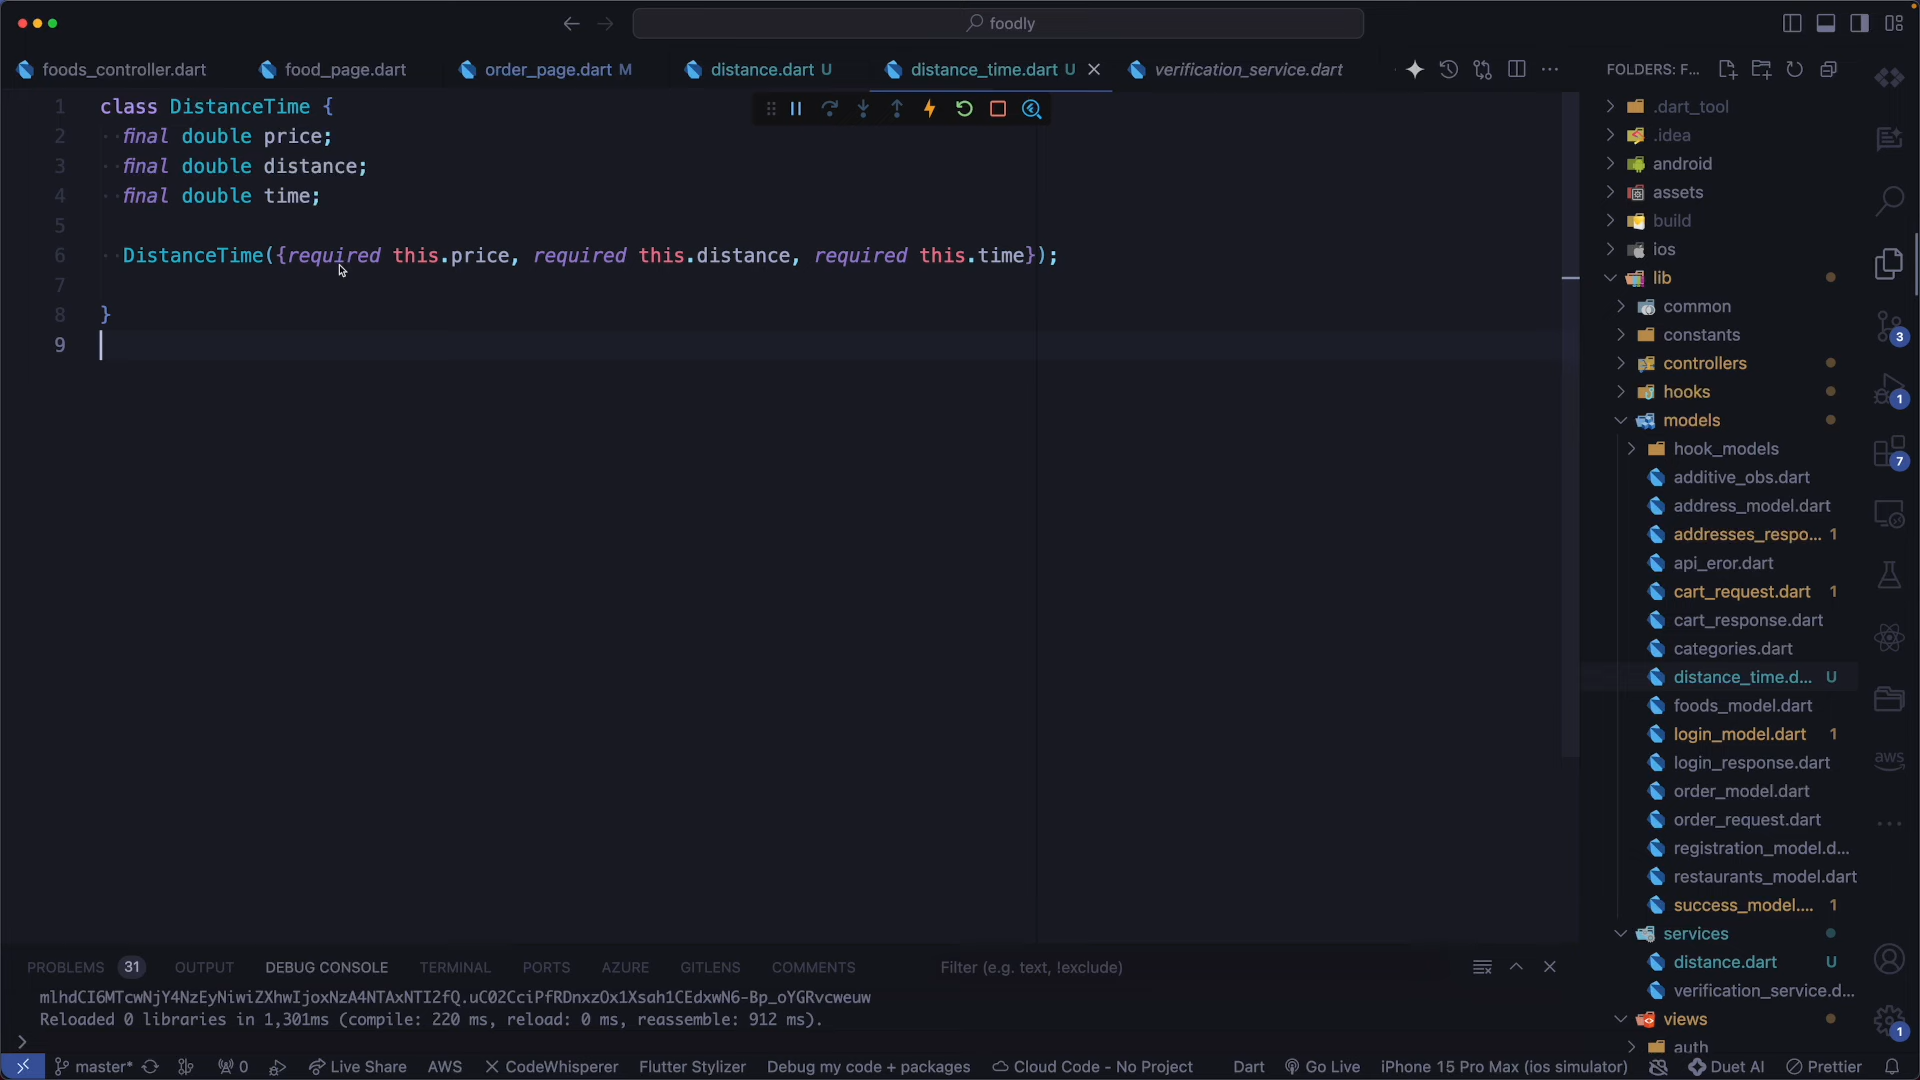 foodly
foods_controller.dart
food_page.dart
order_page.dart M
distance.dart U
distance_time.dart U
verification_service.dart
FOLDERS: F...
1 class DistanceTime {
2 final double price;
3 final double distance;
4 final double time;
5
6 DistanceTime({required this.price, required this.distance, required this.time});
7
8 }
9
.dart_tool
.idea
android
assets
build
ios
lib
common
constants
controllers
hooks
models
hook_models
additive_obs.dart
address_model.dart
addresses_respo... 1
api_eror.dart
cart_request.dart 1
cart_response.dart
categories.dart
distance_time.d... U
foods_model.dart
login_model.dart 1
login_response.dart
order_model.dart
order_request.dart
registration_model.d...
restaurants_model.dart
success_model.... 1
services
distance.dart U
verification_service.d...
views
auth
3
1
7
aws
1
PROBLEMS 31
OUTPUT
DEBUG CONSOLE
TERMINAL
PORTS
AZURE
GITLENS
COMMENTS
Filter (e.g. text, !exclude)
mlhdCI6MTcwNjY4NzEyNiwiZXhwIjoxNzA4NTAxNTI2fQ.uC02CciPfRDnxzOx1Xsah1CEdxwN6-Bp_oYGRvcweuw
Reloaded 0 libraries in 1,301ms (compile: 220 ms, reload: 0 ms, reassemble: 912 ms).
master*
0
Live Share
AWS
CodeWhisperer
Flutter Stylizer
Debug my code + packages
Cloud Code - No Project
Dart
Go Live
iPhone 15 Pro Max (ios simulator)
Duet AI
Prettier